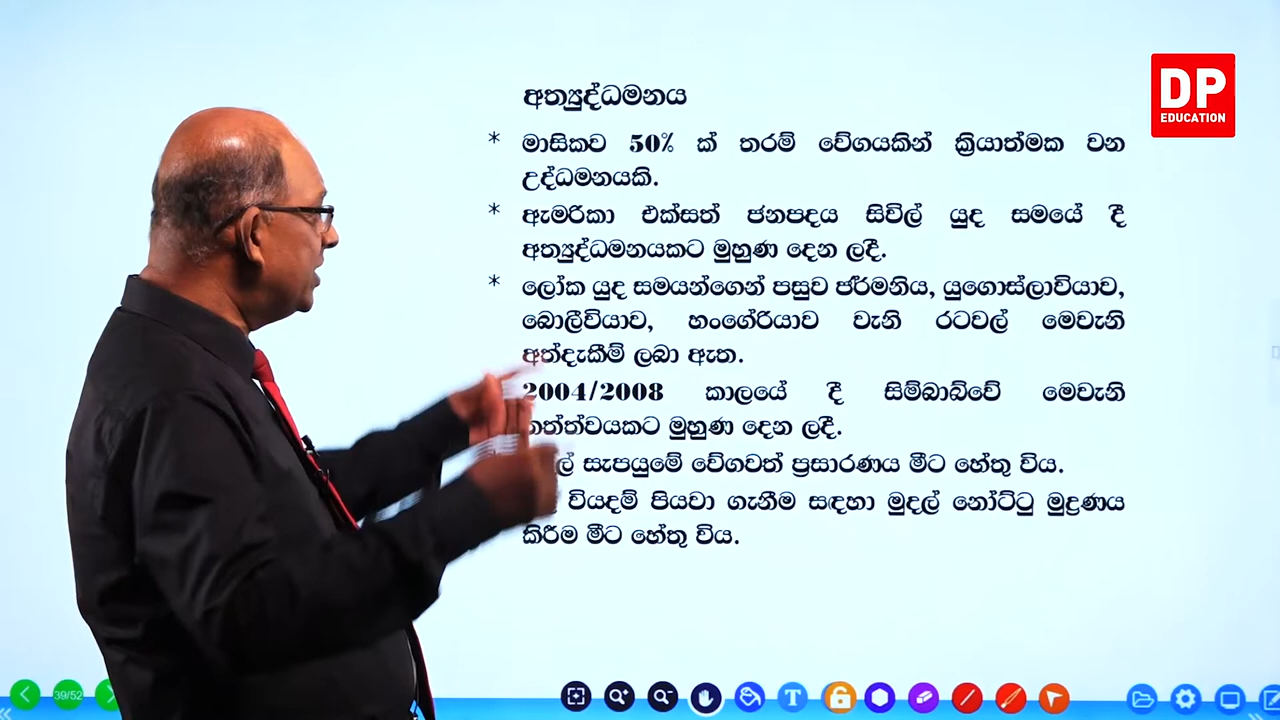 DP
EDUCATION
අත්‍යුද්ධමනය
* මාසිකව 50% ක් තරම් වේගයකින් ක්‍රියාත්මක වන
උද්ධමනයකි.
* ඇමරිකා එක්සත් ජනපදය සිවිල් යුද සමයේ දී
අත්‍යුද්ධමනයකට මුහුණ දෙන ලදී.
* ලෝක යුද සමයන්ගෙන් පසුව ජර්මනිය, යුගොස්ලාවියාව,
බොලීවියාව, හංගේරියාව වැනි රටවල් මෙවැනි
අත්දැකීම් ලබා ඇත.
2004/2008 කාලයේ දී සිම්බාබ්වේ මෙවැනි
මුහුණ දෙන ලදී.
සැපයුමේ වේගවත් ප්‍රසාරණය මීට හේතු විය.
වියදම් පියවා ගැනීම සඳහා මුදල් නෝට්ටු මුද්‍රණය
කිරීම මීට හේතු විය.
39/52